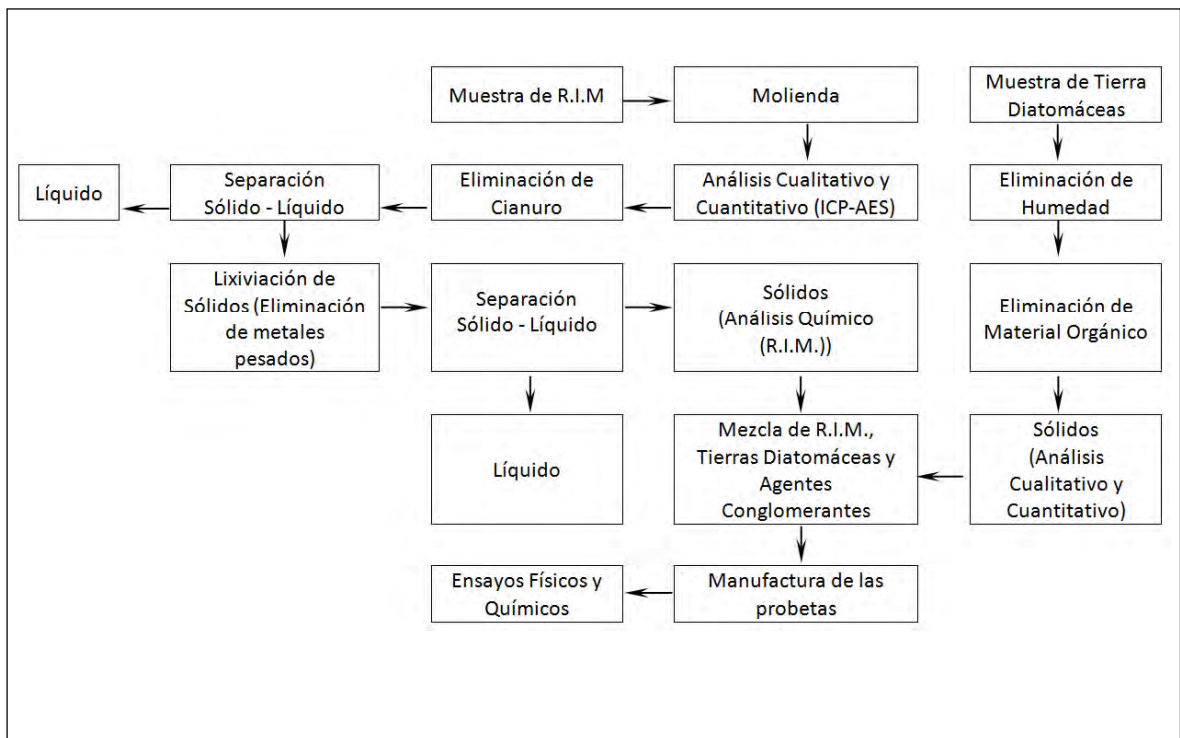 Muestra de R.I.M
Molienda
Muestra de Tierra
Diatomáceas
Líquido
Separación
Sólido - Líquido
Eliminación de
Cianuro
Análisis Cualitativo y
Cuantitativo (ICP-AES)
Eliminación de
Humedad
Lixiviación de
Sólidos (Eliminación
de metales
pesados)
Separación
Sólido - Líquido
Sólidos
(Análisis Químico
(R.I.M.))
Eliminación de
Material Orgánico
Líquido
Mezcla de R.I.M.,
Tierras Diatomáceas y
Agentes
Conglomerantes
Sólidos
(Análisis
Cualitativo y
Cuantitativo)
Ensayos Físicos y
Químicos
Manufactura de las
probetas